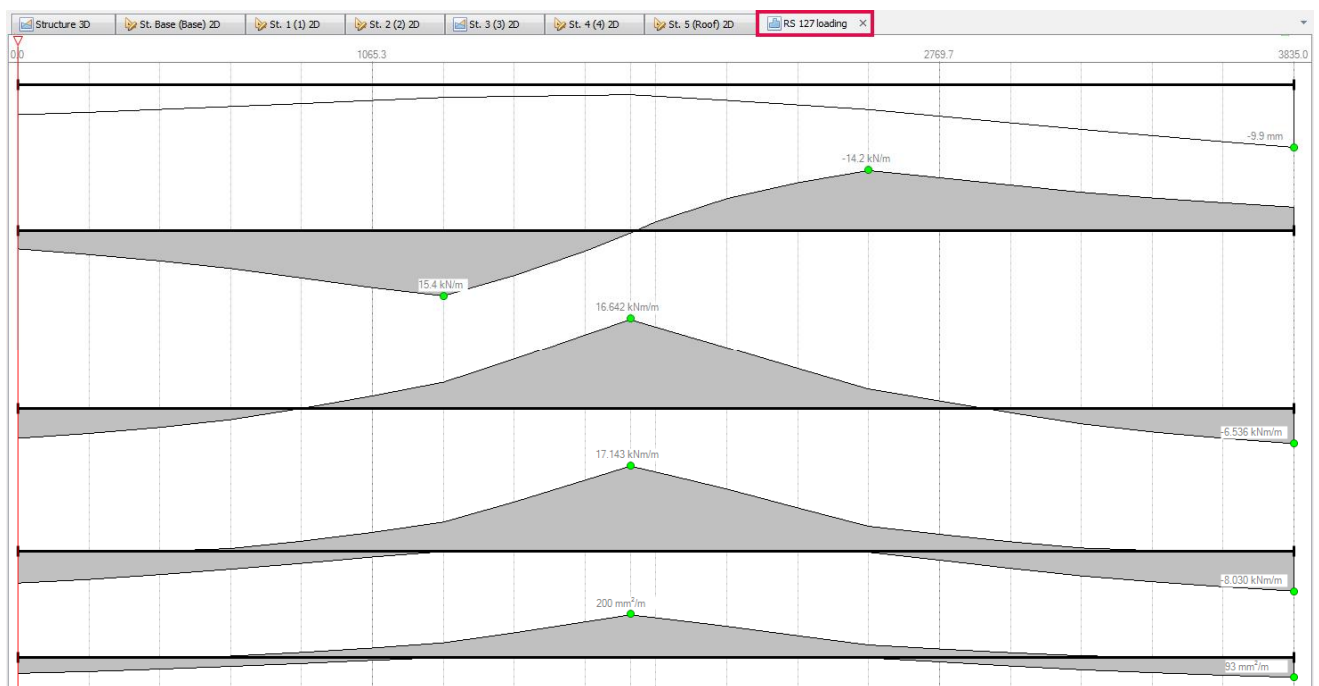 Structure 3D St. Base (Base) 2D St. 1 (1) 2D St. 2 (2) 2D St. 3 (3) 2D St. 4 (4) 2D St. 5 (Roof) 2D RS 127 loading ×
0.0 1065.3 2769.7 3835.0
-9.9 mm
-14.2 kN/m
15.4 kN/m
16.642 kNm/m
-6.536 kNm/m
17.143 kNm/m
-8.030 kNm/m
200 mm²/m
93 mm²/m